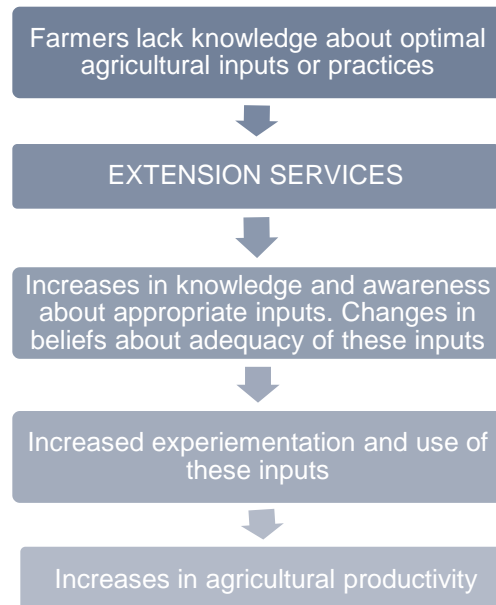 Farmers lack knowledge about optimal
agricultural inputs or practices
EXTENSION SERVICES
Increases in knowledge and awareness
about appropriate inputs. Changes in
beliefs about adequacy of these inputs
Increased experiementation and use of
these inputs
Increases in agricultural productivity